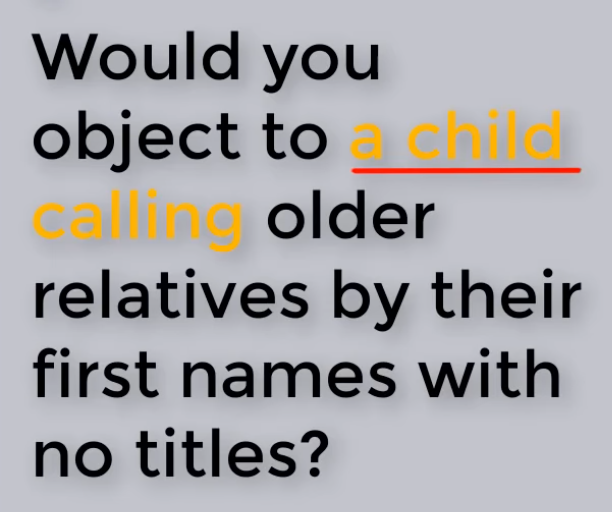 Would you
object to a child
calling older
relatives by their
first names with
no titles?